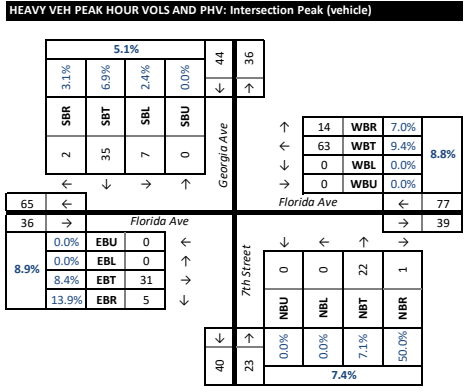 HEAVY VEH PEAK HOUR VOLS AND PHV: Intersection Peak (vehicle)
5.1% 44 36
3.1% 6.9% 2.4% 0.0% ↓ ↑
SBR SBT SBL SBU
2 35 7 0
← ↓ → ↑
Georgia Ave
↑ 14 WBR 7.0%
← 63 WBT 9.4%
↓ 0 WBL 0.0%
→ 0 WBU 0.0%
8.8%
65 ← Florida Ave ← 77
36 → Florida Ave → 39
8.9%
0.0% EBU 0 ←
0.0% EBL 0 ↑
8.4% EBT 31 →
13.9% EBR 5 ↓
7th Street
↓ ← ↑ →
0 0 22 1
NBU NBL NBT NBR
↓ ↑ 0.0% 0.0% 7.1% 50.0%
40 23 7.4%